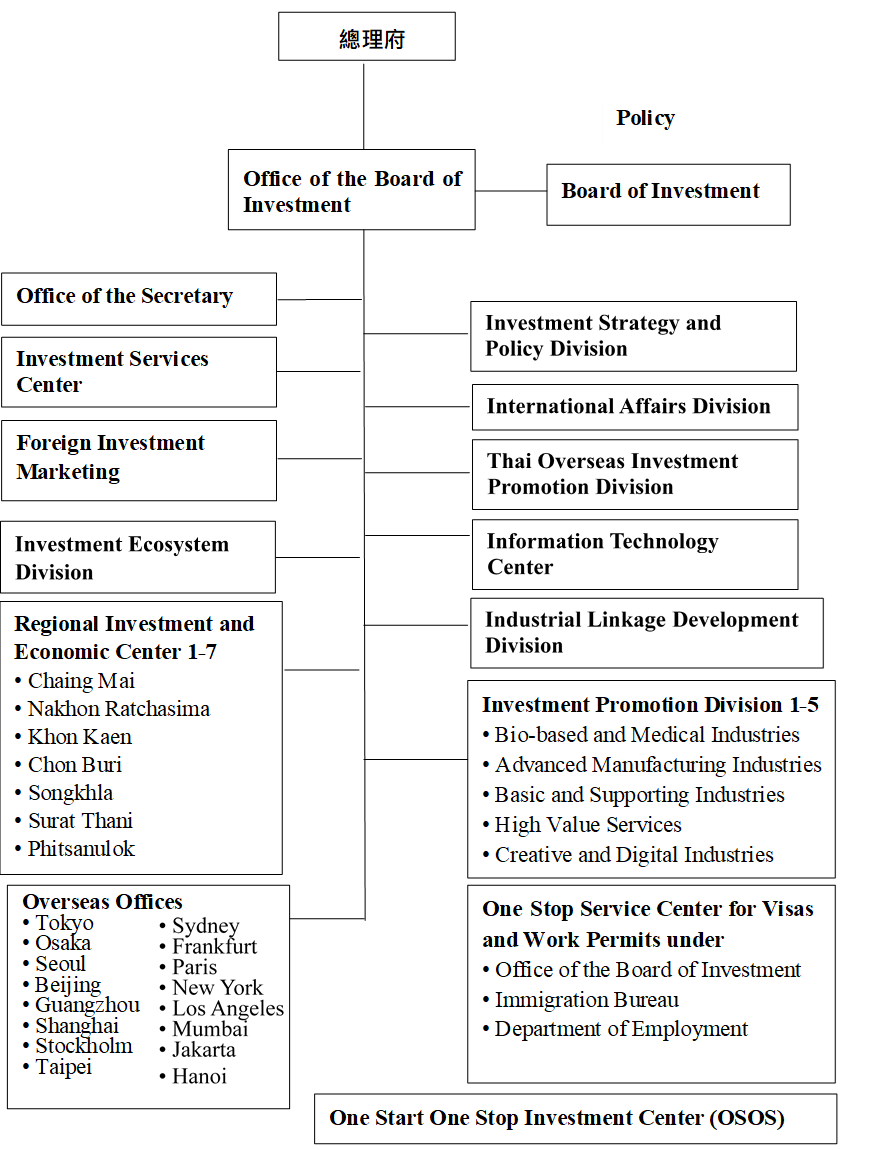 總理府
Policy
Office of the Board of
Investment
Board of Investment
Office of the Secretary
Investment Services
Center
Foreign Investment
Marketing
Investment Ecosystem
Division
Regional Investment and
Economic Center 1-7
• Chaing Mai
• Nakhon Ratchasima
• Khon Kaen
• Chon Buri
• Songkhla
• Surat Thani
• Phitsanulok
Overseas Offices
• Tokyo
• Osaka
• Seoul
• Beijing
• Guangzhou
• Shanghai
• Stockholm
• Taipei
• Sydney
• Frankfurt
• Paris
• New York
• Los Angeles
• Mumbai
• Jakarta
• Hanoi
Investment Strategy and
Policy Division
International Affairs Division
Thai Overseas Investment
Promotion Division
Information Technology
Center
Industrial Linkage Development
Division
Investment Promotion Division 1-5
• Bio-based and Medical Industries
• Advanced Manufacturing Industries
• Basic and Supporting Industries
• High Value Services
• Creative and Digital Industries
One Stop Service Center for Visas
and Work Permits under
• Office of the Board of Investment
• Immigration Bureau
• Department of Employment
One Start One Stop Investment Center (OSOS)